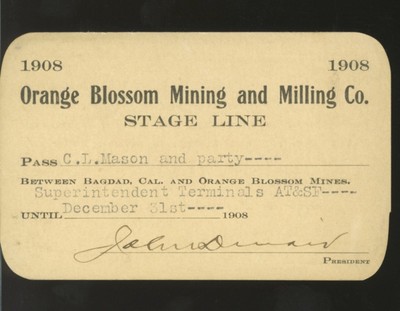 1908 1908
Orange Blossom Mining and Milling Co.
STAGE LINE
PASS C.L.Mason and party----
BETWEEN BAGDAD, CAL. AND ORANGE BLOSSOM MINES.
Superintendent Terminals AT&SF----
UNTIL December 31st---- 1908
PRESIDENT